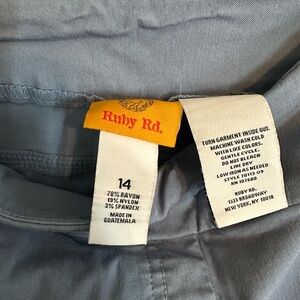 Ruby Rd.
14
78% RAYON
19% NYLON
3% SPANDEX
MADE IN
GUATEMALA
TURN GARMENT INSIDE OUT.
MACHINE WASH COLD
WITH LIKE COLORS.
GENTLE CYCLE.
DO NOT BLEACH
LINE DRY
LOW IRON AS NEEDED
RUBY RD.
1333 BROADWAY
NEW YORK, NY 10018